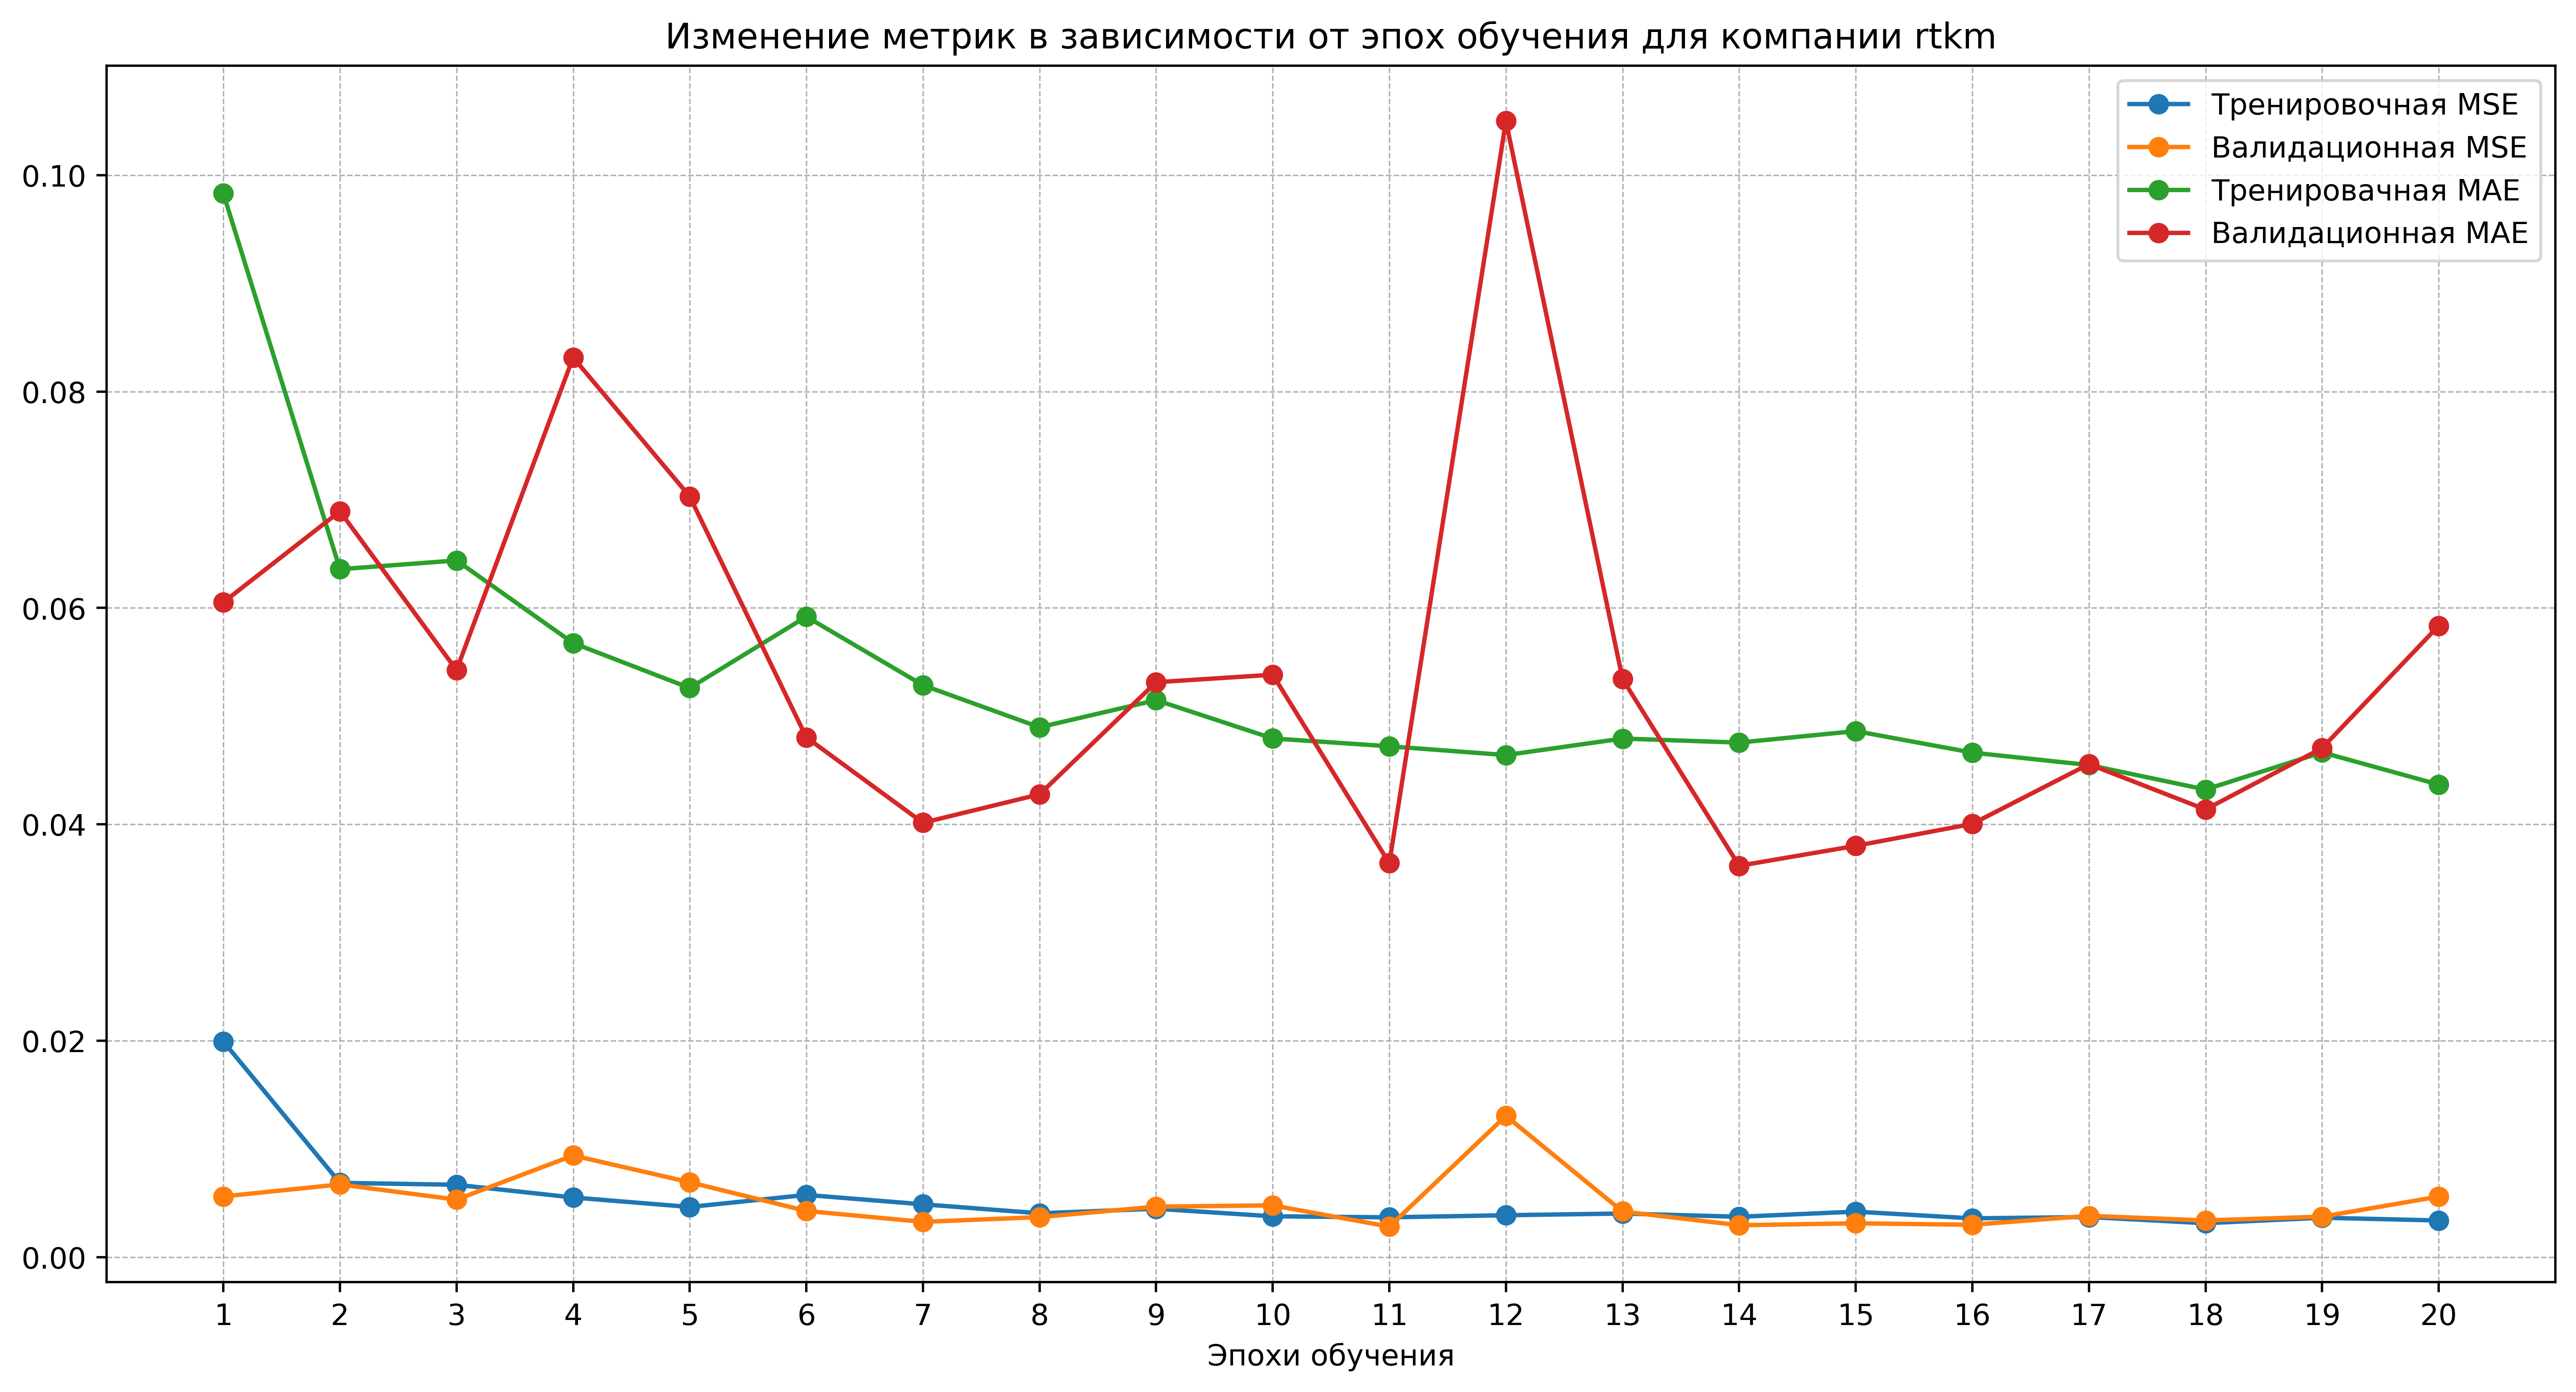 Изменение метрик в зависимости от эпох обучения для компании rtkm
Тренировочная MSE
Валидационная MSE
Тренировачная MAE
Валидационная MAE
0.10
0.08
0.06
0.04
0.02
0.00
1 2 3 4 5 6 7 8 9 10 11 12 13 14 15 16 17 18 19 20
Эпохи обучения